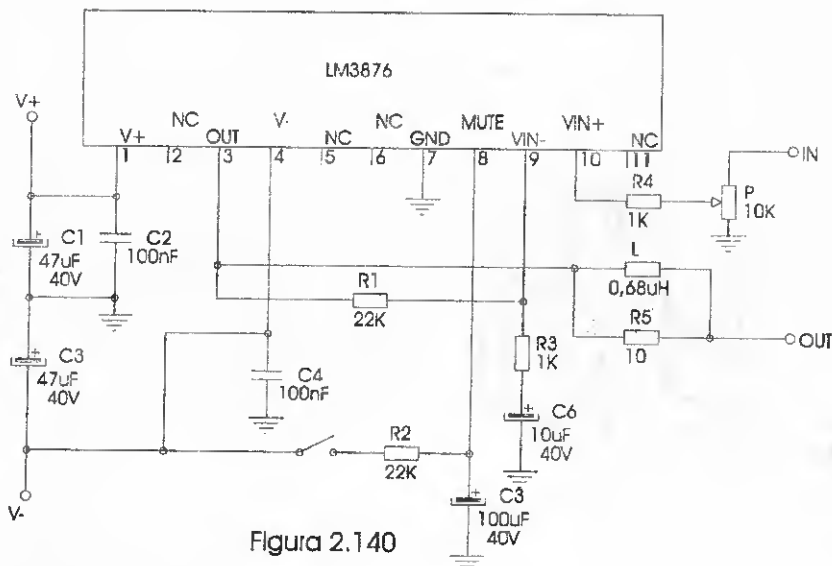 LM3876
V+
V+
NC
OUT
V-
NC
NC
GND
MUTE
VIN-
VIN+
NC
1
2
3
4
5
6
7
8
9
10
11
IN
R4
1K
P
10K
C1
47uF
40V
C2
100nF
L
0,68uH
R1
22K
R5
10
OUT
R3
1K
C3
47uF
40V
C4
100nF
C6
10uF
40V
R2
22K
C3
100uF
40V
V-
Figura 2.140